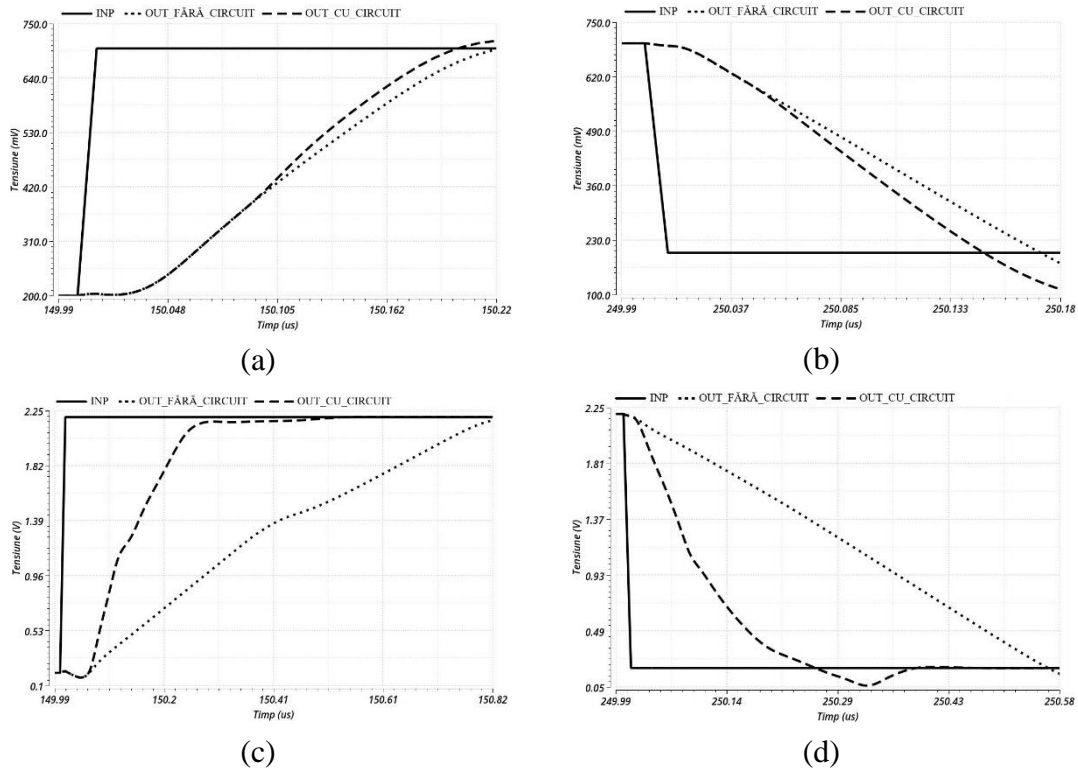 INP OUT_FĂRĂ_CIRCUIT OUT_CU_CIRCUIT
750.0
640.0
530.0
420.0
310.0
200.0
Tensiune (mV)
149.99 150.048 150.105 150.162 150.22
Timp (us)
(a)
INP OUT_FĂRĂ_CIRCUIT OUT_CU_CIRCUIT
750.0
620.0
490.0
360.0
230.0
100.0
Tensiune (mV)
249.99 250.037 250.085 250.133 250.18
Timp (us)
(b)
INP OUT_FĂRĂ_CIRCUIT OUT_CU_CIRCUIT
2.25
1.82
1.39
0.96
0.53
0.1
Tensiune (V)
149.99 150.2 150.41 150.61 150.82
Timp (us)
(c)
INP OUT_FĂRĂ_CIRCUIT OUT_CU_CIRCUIT
2.25
1.81
1.37
0.93
0.49
0.05
Tensiune (V)
249.99 250.14 250.29 250.43 250.58
Timp (us)
(d)